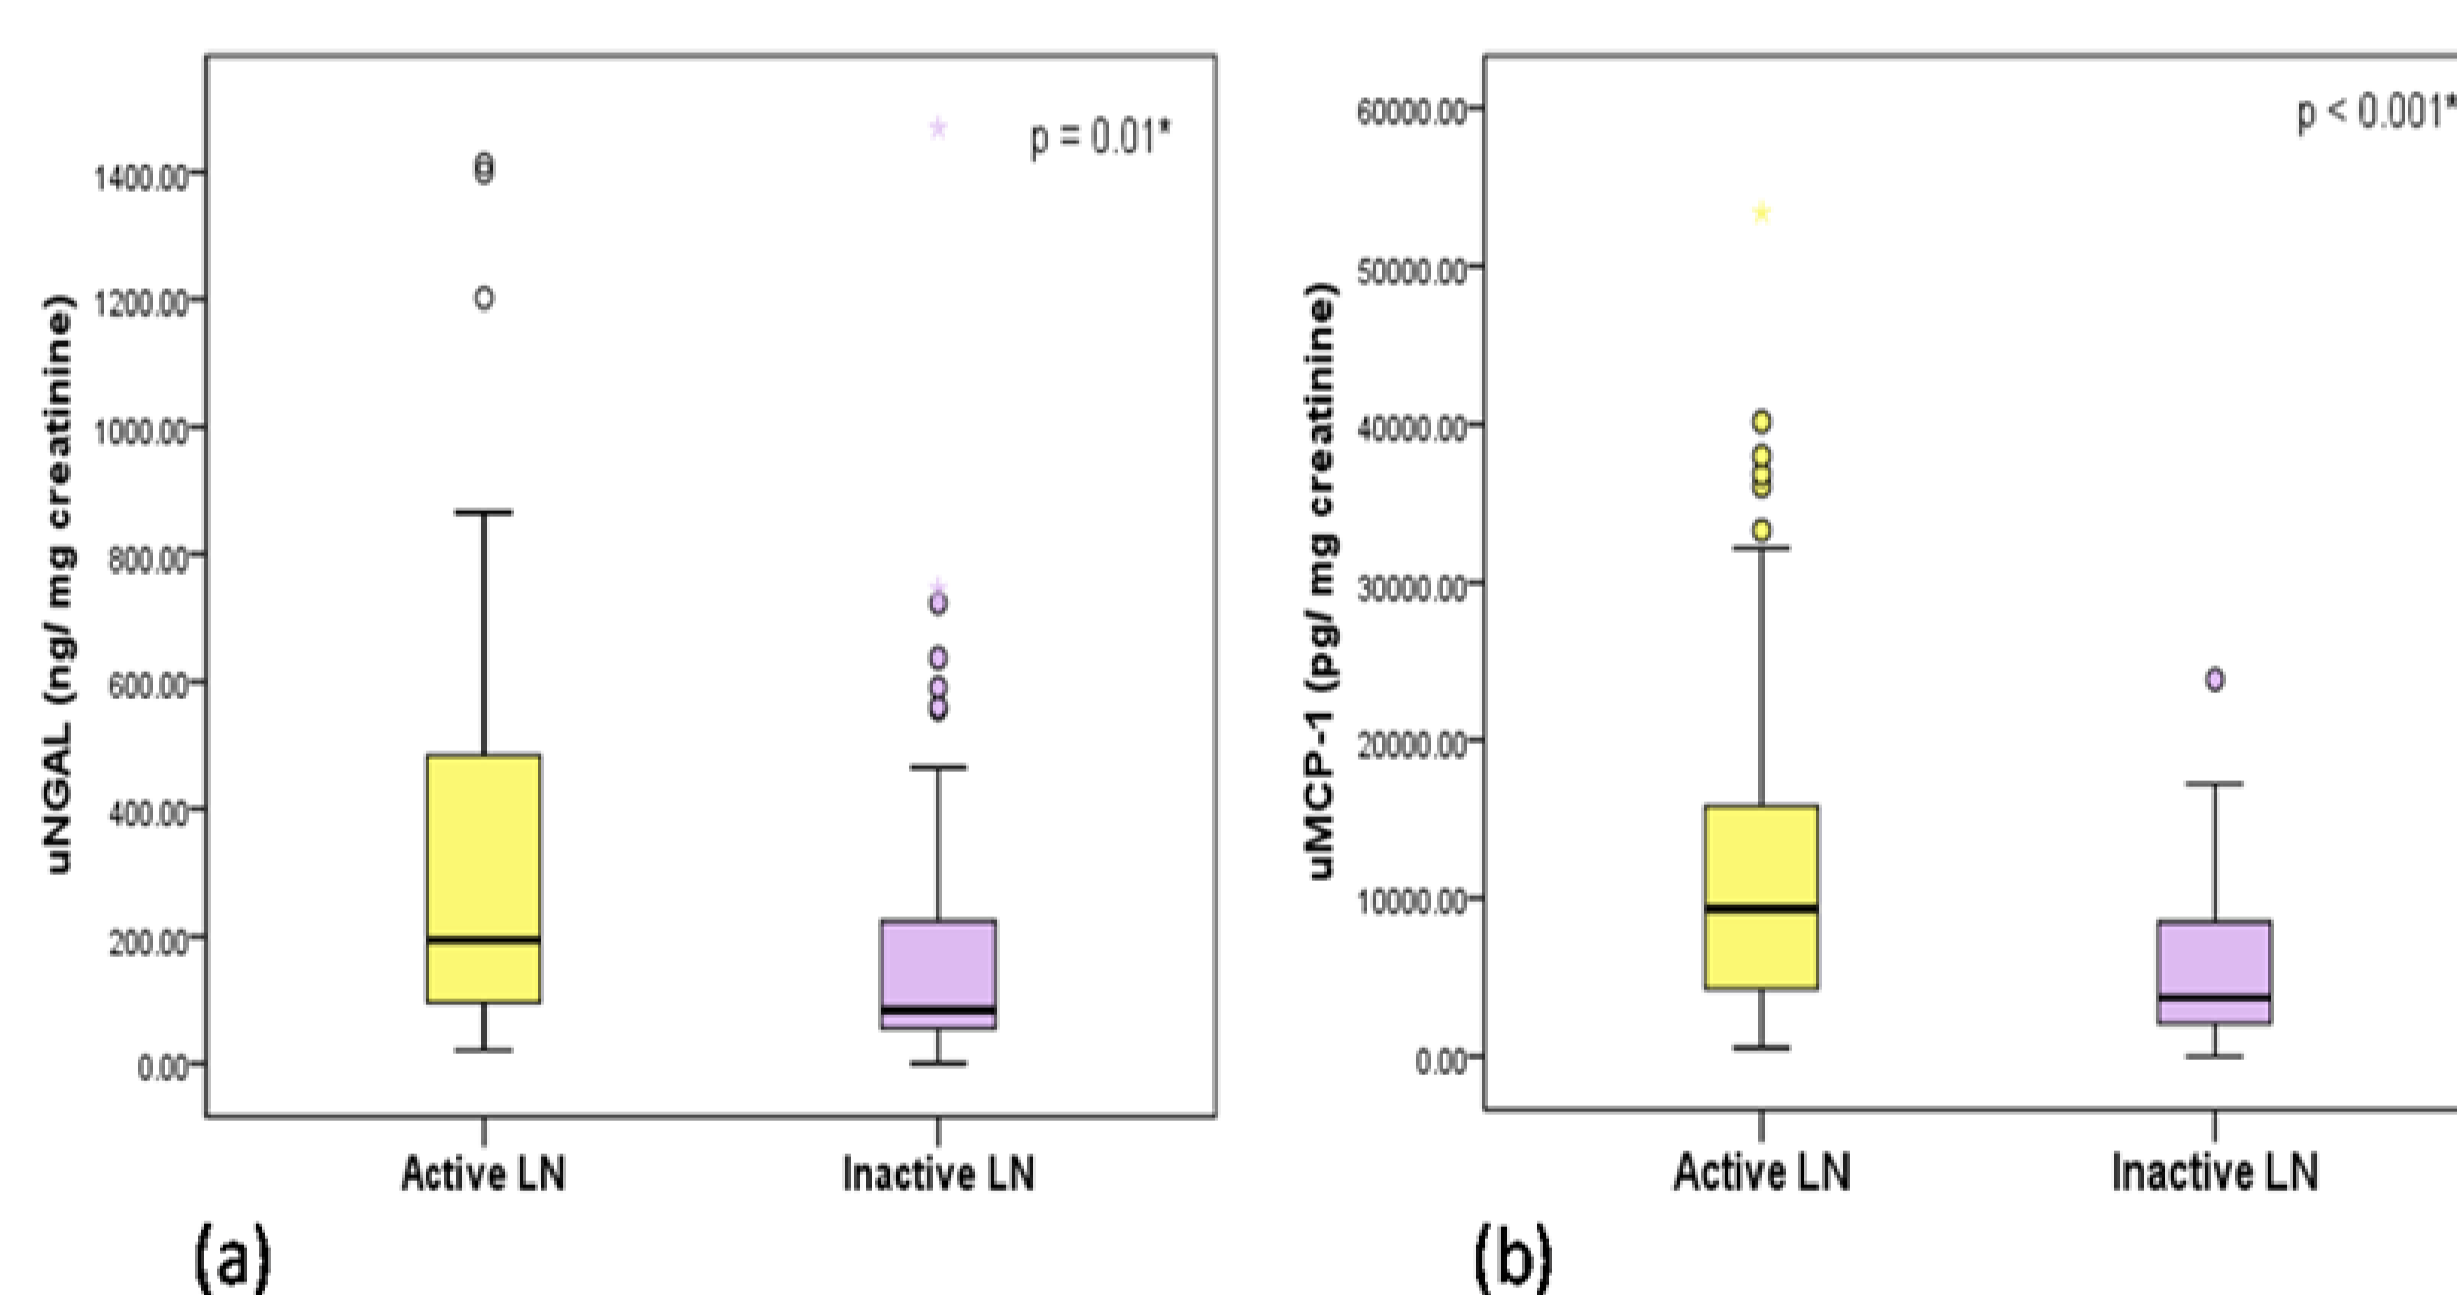 p = 0.01*
1400.00
1200.00
1000.00
800.00
600.00
400.00
200.00
0.00
uNGAL (ng/ mg creatinine)
Active LN
Inactive LN
(a)
p < 0.001*
60000.00
50000.00
40000.00
30000.00
20000.00
10000.00
0.00
uMCP-1 (pg/ mg creatinine)
Active LN
Inactive LN
(b)